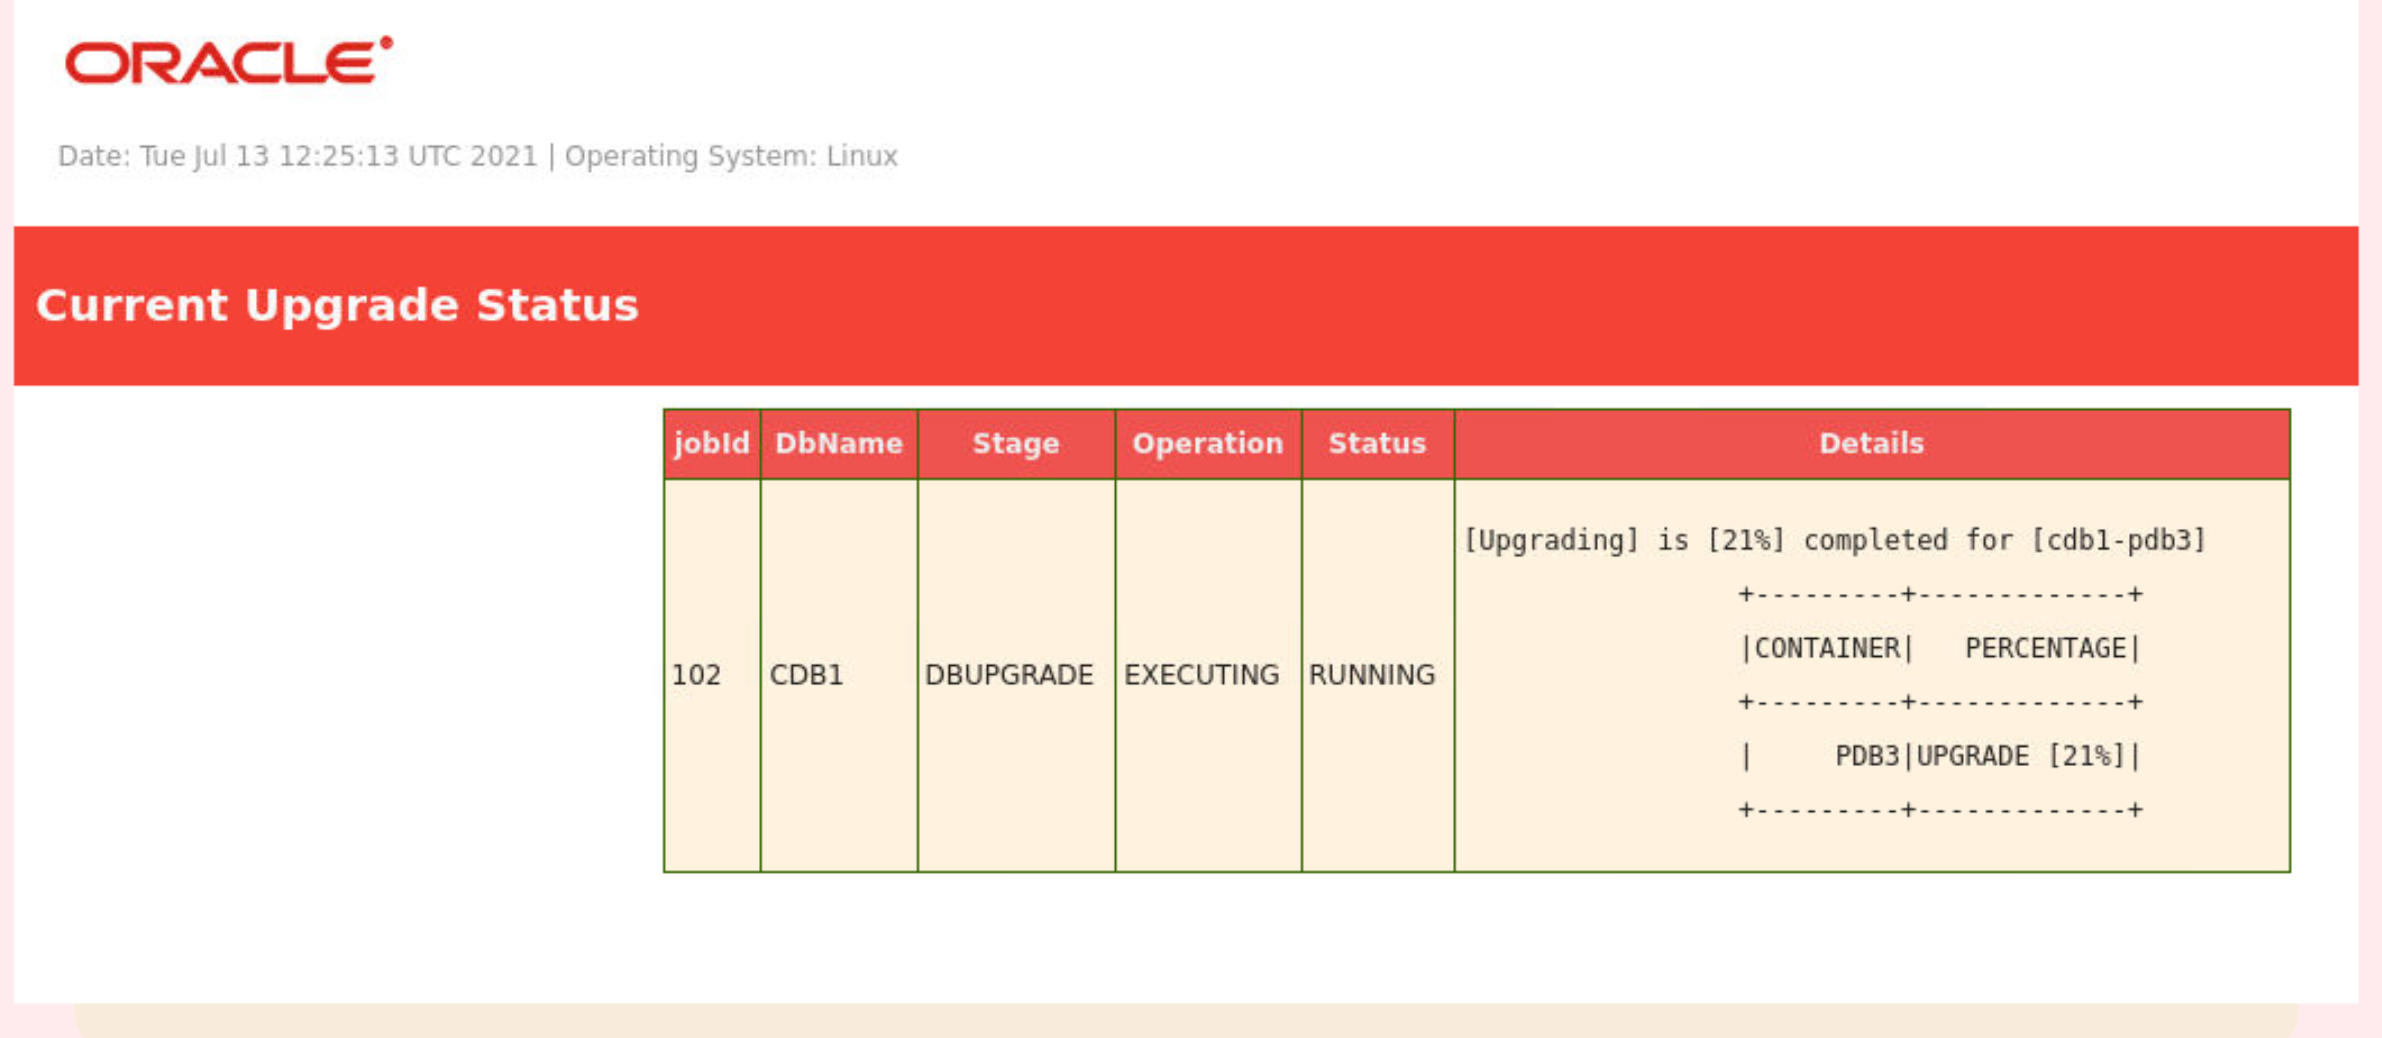 ORACLE
Date: Tue Jul 13 12:25:13 UTC 2021 | Operating System: Linux
Current Upgrade Status
jobId DbName Stage Operation Status Details
102 CDB1 DBUPGRADE EXECUTING RUNNING
[Upgrading] is [21%] completed for [cdb1-pdb3]
+---------+-------------+
|CONTAINER|   PERCENTAGE|
+---------+-------------+
|     PDB3|UPGRADE [21%]|
+---------+-------------+